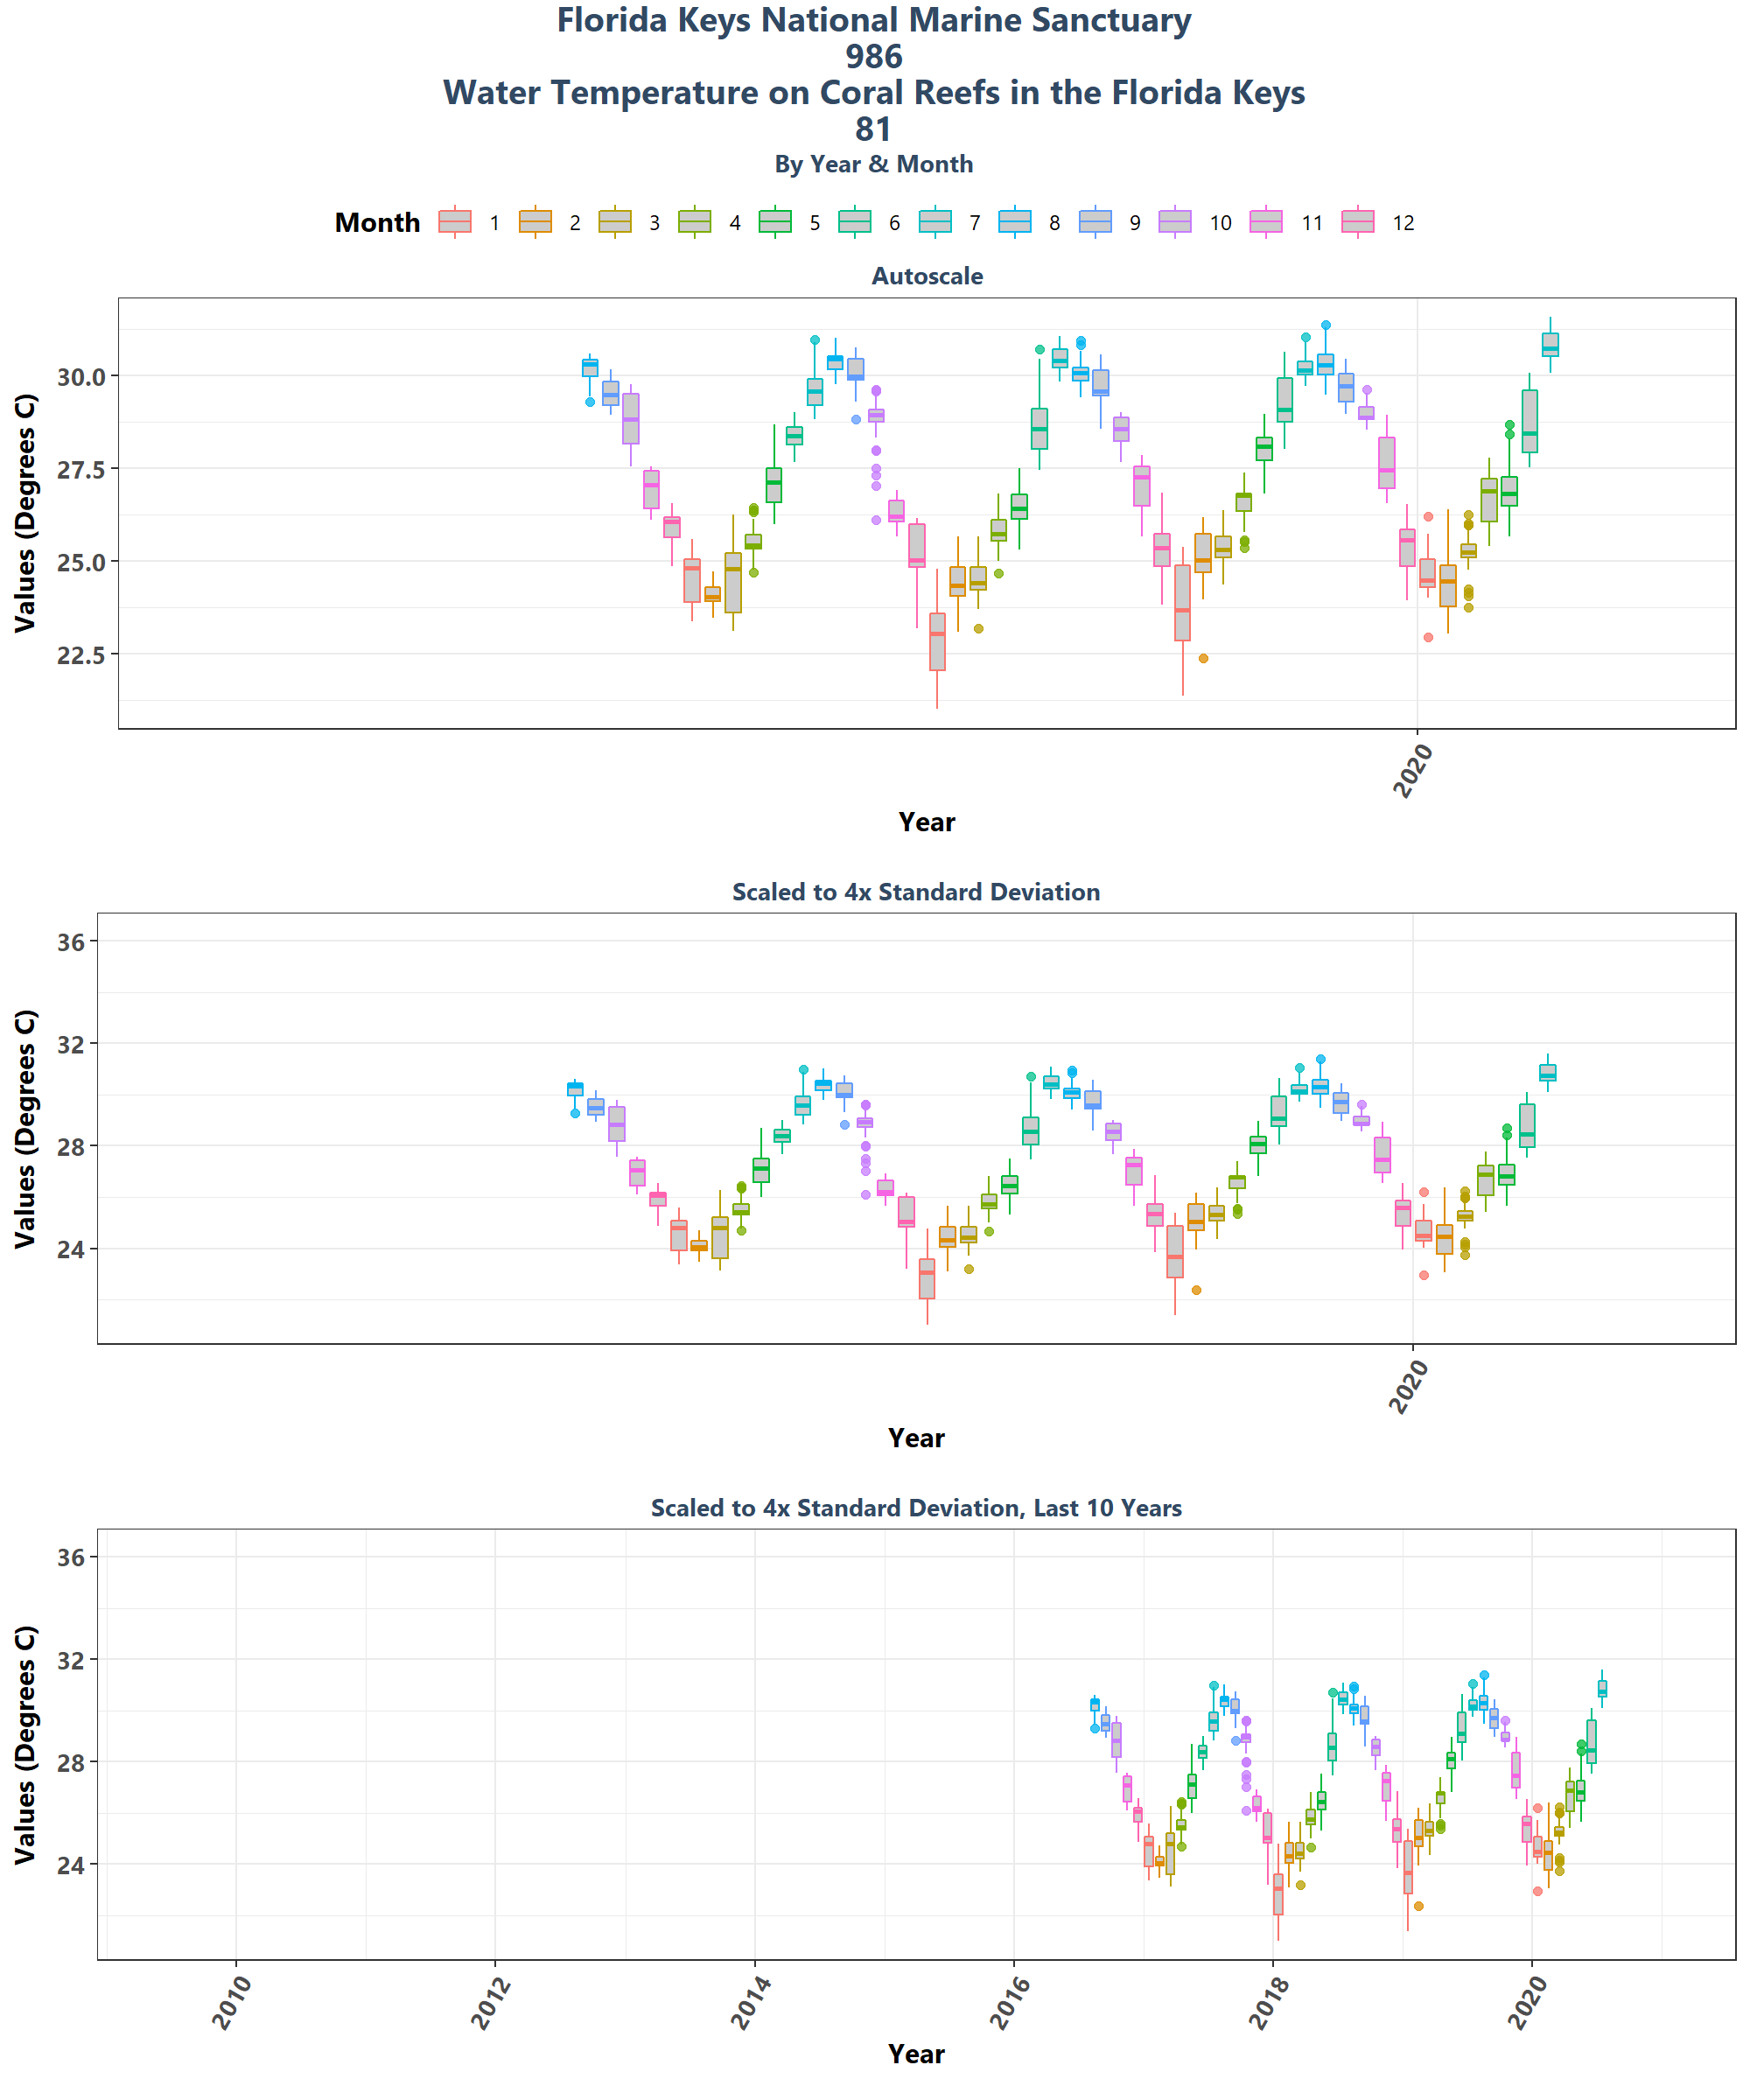 Florida Keys National Marine Sanctuary
986
Water Temperature on Coral Reefs in the Florida Keys
81
By Year & Month
Month 1 2 3 4 5 6 7 8 9 10 11 12
Autoscale
Values (Degrees C)
30.0
27.5
25.0
22.5
2020
Year
Scaled to 4x Standard Deviation
Values (Degrees C)
36
32
28
24
2020
Year
Scaled to 4x Standard Deviation, Last 10 Years
Values (Degrees C)
36
32
28
24
2010 2012 2014 2016 2018 2020
Year